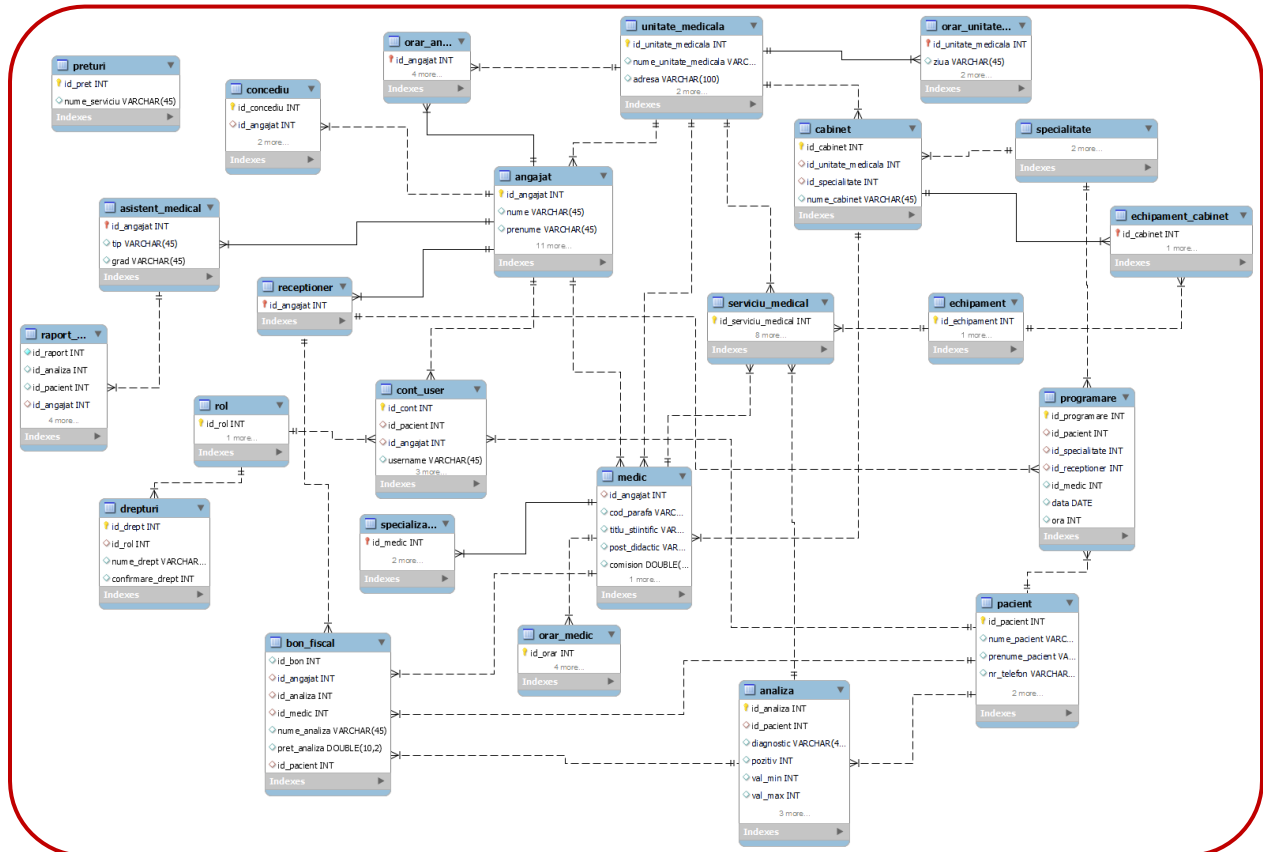 preturi
id_pret INT
nume_serviciu VARCHAR(45)
Indexes
orar_an...
id_angajat INT
4 more...
Indexes
concediu
id_concediu INT
id_angajat INT
2 more...
Indexes
unitate_medicala
id_unitate_medicala INT
nume_unitate_medicala VARC...
adresa VARCHAR(100)
2 more...
Indexes
orar_unitate...
id_unitate_medicala INT
ziua VARCHAR(45)
2 more...
Indexes
cabinet
id_cabinet INT
id_unitate_medicala INT
id_specialitate INT
nume_cabinet VARCHAR(45)
Indexes
specialitate
2 more...
Indexes
angajat
id_angajat INT
nume VARCHAR(45)
prenume VARCHAR(45)
11 more...
Indexes
asistent_medical
id_angajat INT
tip VARCHAR(45)
grad VARCHAR(45)
Indexes
echipament_cabinet
id_cabinet INT
1 more...
Indexes
receptioner
id_angajat INT
Indexes
serviciu_medical
id_serviciu_medical INT
8 more...
Indexes
echipament
id_echipament INT
1 more...
Indexes
raport_...
id_raport INT
id_analiza INT
id_pacient INT
id_angajat INT
4 more...
Indexes
rol
id_rol INT
1 more...
Indexes
cont_user
id_cont INT
id_pacient INT
id_angajat INT
username VARCHAR(45)
3 more...
Indexes
programare
id_programare INT
id_pacient INT
id_specialitate INT
id_receptioner INT
id_medic INT
data DATE
ora INT
Indexes
medic
id_angajat INT
cod_parafa VARC...
titlu_stiintific VAR...
post_didactic VAR...
comision DOUBLE(...
1 more...
Indexes
drepturi
id_drept INT
id_rol INT
nume_drept VARCHAR...
confirmare_drept INT
Indexes
specializa...
id_medic INT
2 more...
Indexes
pacient
id_pacient INT
nume_pacient VARC...
prenume_pacient VA...
nr_telefon VARCHAR...
2 more...
Indexes
orar_medic
id_orar INT
4 more...
Indexes
bon_fiscal
id_bon INT
id_angajat INT
id_analiza INT
id_medic INT
nume_analiza VARCHAR(45)
pret_analiza DOUBLE(10,2)
id_pacient INT
Indexes
analiza
id_analiza INT
id_pacient INT
diagnostic VARCHAR(4...
pozitiv INT
val_min INT
val_max INT
3 more...
Indexes